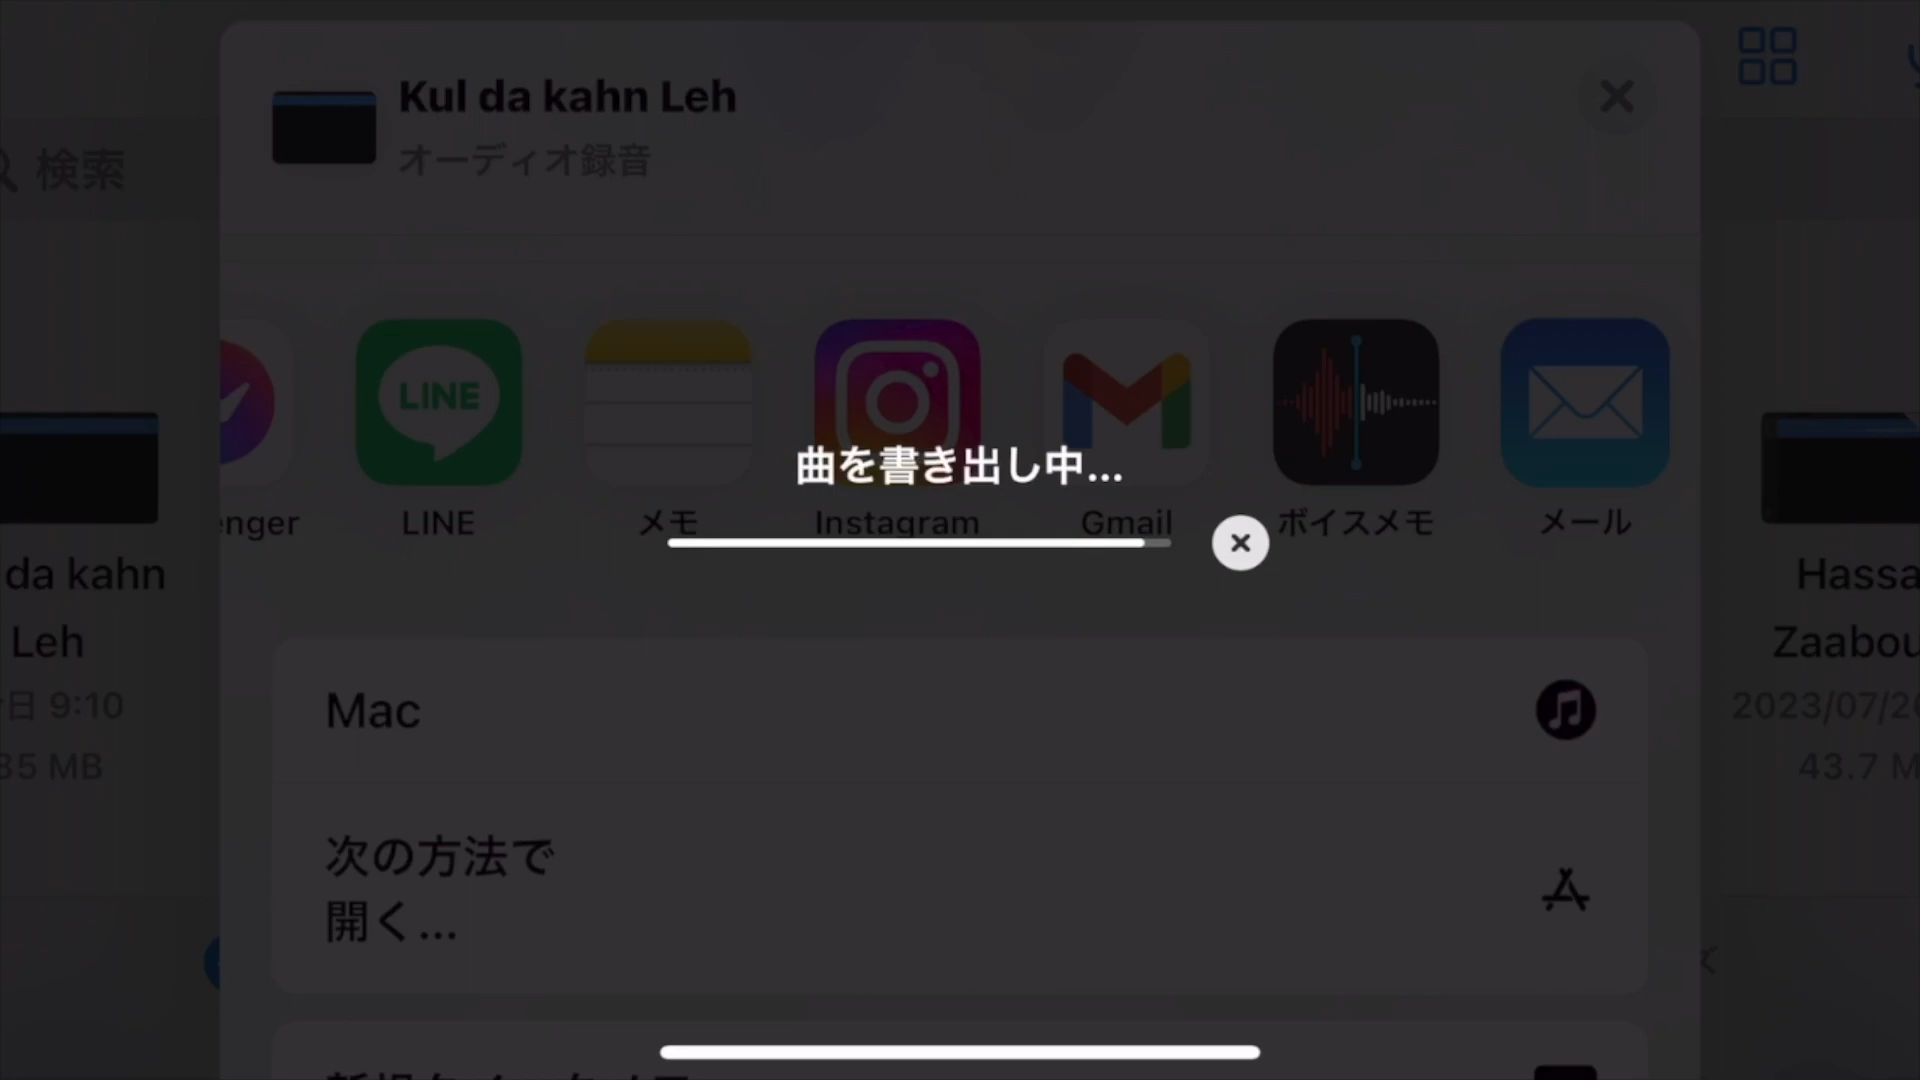 Kul da kahn Leh
オーディオ録音
検索
LINE
enger
LINE
メモ
Instagram
Gmail
ボイスメモ
メール
曲を書き出し中...
da kahn
Leh
日 9:10
35 MB
Hassa
Zaabou
2023/07/2
43.7 M
Mac
次の方法で
開く...